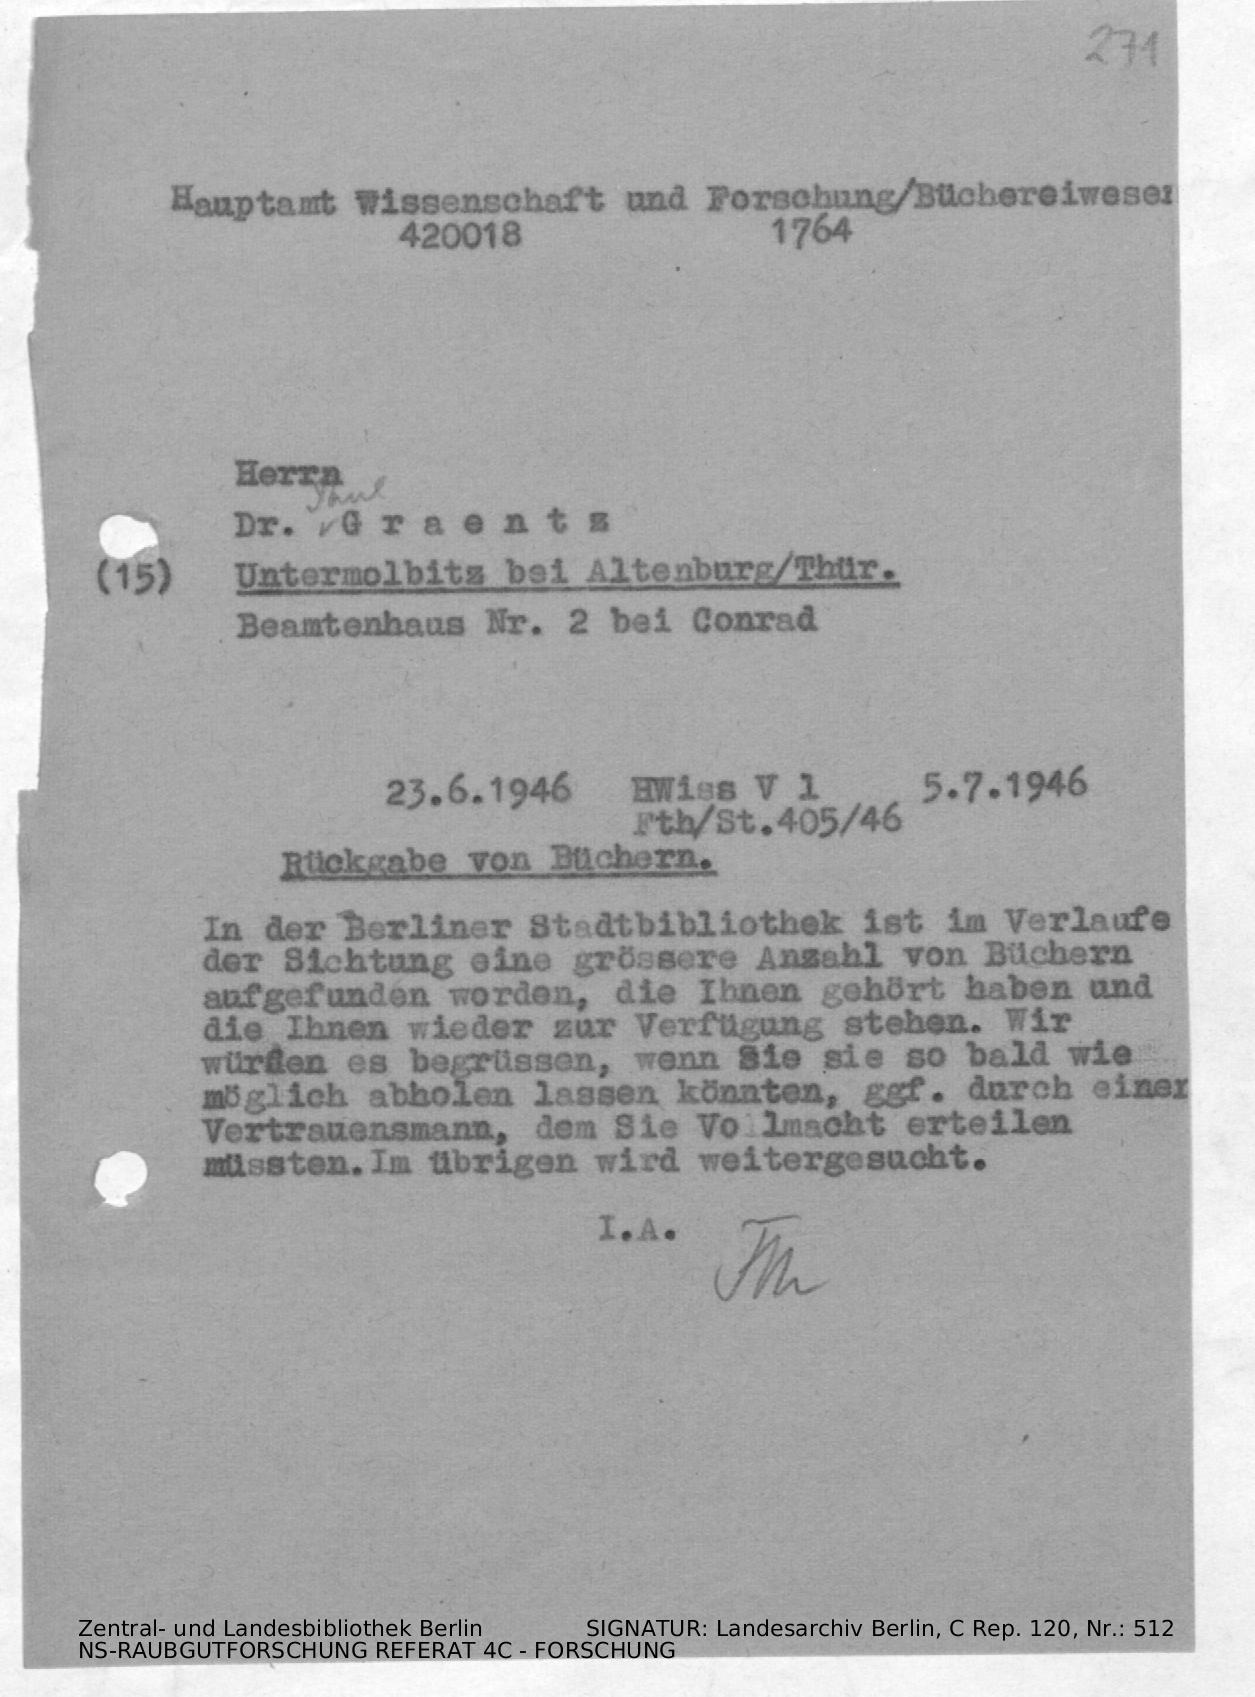 271
Hauptamt Wissenschaft und Forschung/Büchereiwesen
420018 1764
Herrn
Paul
Dr. G r a e n t z
(15) Untermolbitz bei Altenburg/Thür.
Beamtenhaus Nr. 2 bei Conrad
23.6.1946 HWiss V 1 5.7.1946
Fth/St.405/46
Rückgabe von Büchern.
In der Berliner Stadtbibliothek ist im Verlaufe
der Sichtung eine grössere Anzahl von Büchern
aufgefunden worden, die Ihnen gehört haben und
die Ihnen wieder zur Verfügung stehen. Wir
würden es begrüssen, wenn Sie sie so bald wie
möglich abholen lassen könnten, ggf. durch einen
Vertrauensmann, dem Sie Vollmacht erteilen
müssten. Im übrigen wird weitergesucht.
I.A.
Zentral- und Landesbibliothek Berlin SIGNATUR: Landesarchiv Berlin, C Rep. 120, Nr.: 512
NS-RAUBGUTFORSCHUNG REFERAT 4C - FORSCHUNG